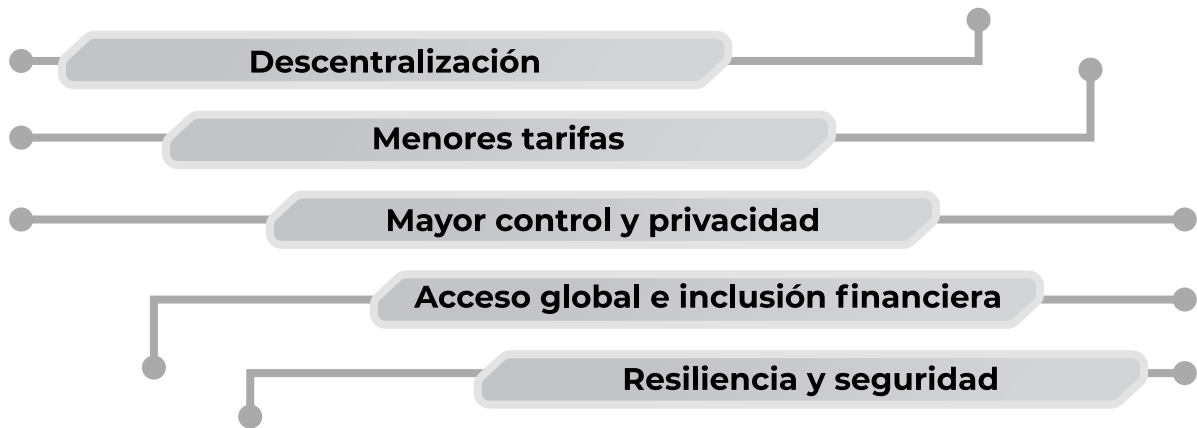 Descentralización
Menores tarifas
Mayor control y privacidad
Acceso global e inclusión financiera
Resiliencia y seguridad